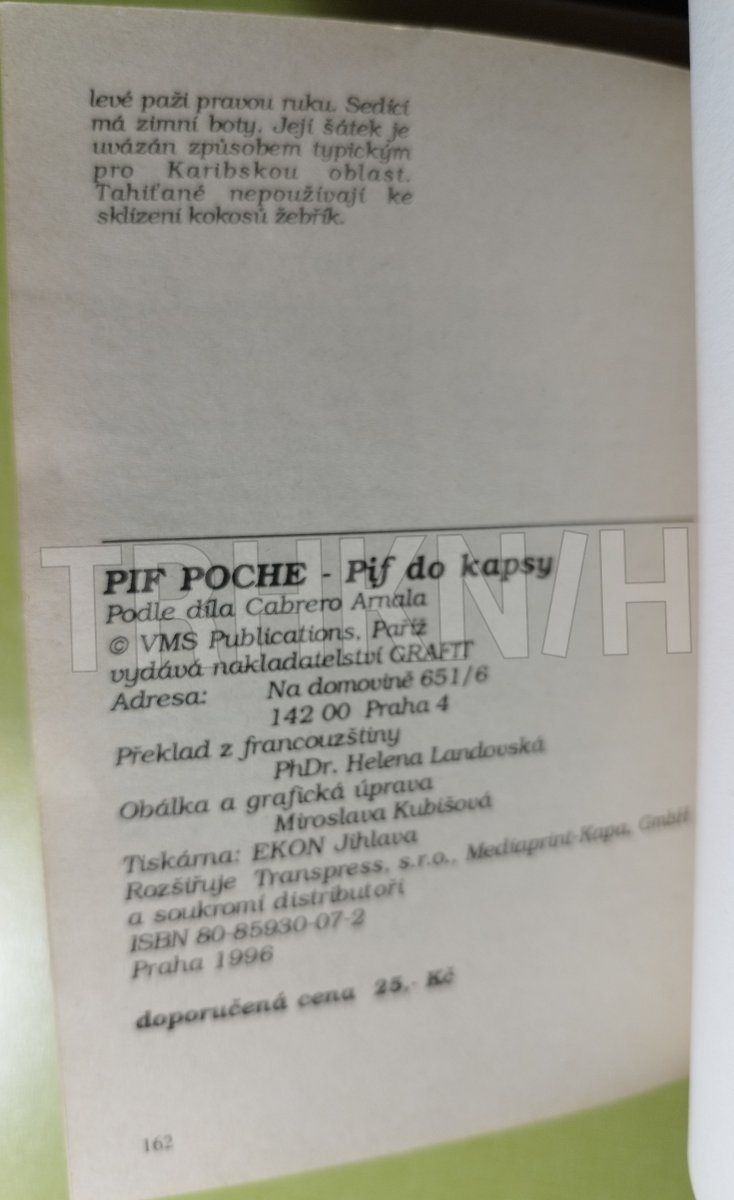 levé paži pravou ruku. Sedící
má zimní boty. Její šátek je
uvázán způsobem typickým
pro Karibskou oblast.
Tahiťané nepoužívají ke
sklizení kokosů žebřík.
PIF POCHE - Pif do kapsy
Podle díla Cabrero Arnala
© VMS Publications, Paříž
vydává nakladatelství GRAFIT
Adresa: Na domovině 651/6
142 00 Praha 4
Překlad z francouzštiny
PhDr. Helena Landovská
Obálka a grafická úprava
Miroslava Kubišová
Tiskárna: EKON Jihlava
Rozšiřuje Transpress, s.r.o., Mediaprint-Kapa, GmbH
a soukromí distributoři
ISBN 80-85930-07-2
Praha 1996
doporučená cena 25,- Kč
162